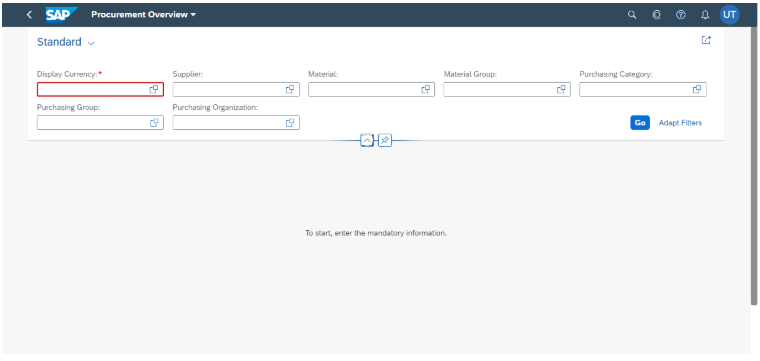 SAP Procurement Overview UT
Standard
Display Currency:* Supplier: Material: Material Group: Purchasing Category:
Purchasing Group: Purchasing Organization:
Go Adapt Filters
To start, enter the mandatory information.